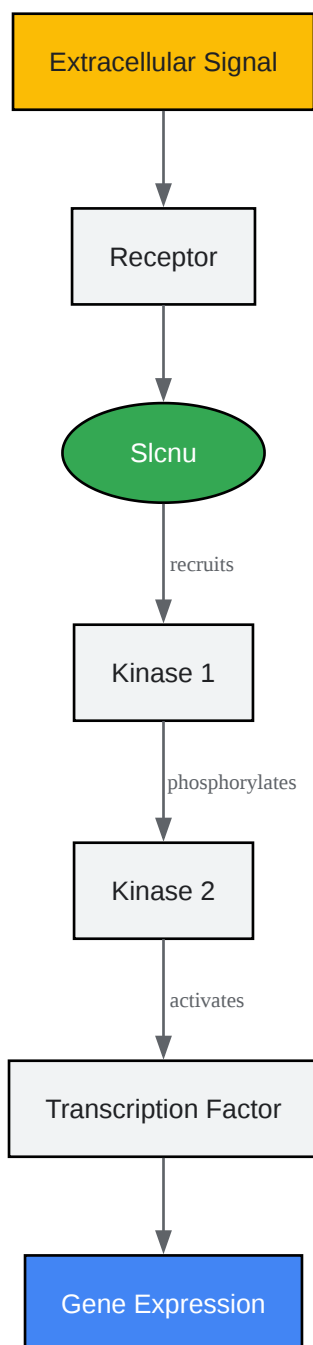 Extracellular Signal
Receptor
Slcnu
recruits
Kinase 1
phosphorylates
Kinase 2
activates
Transcription Factor
Gene Expression